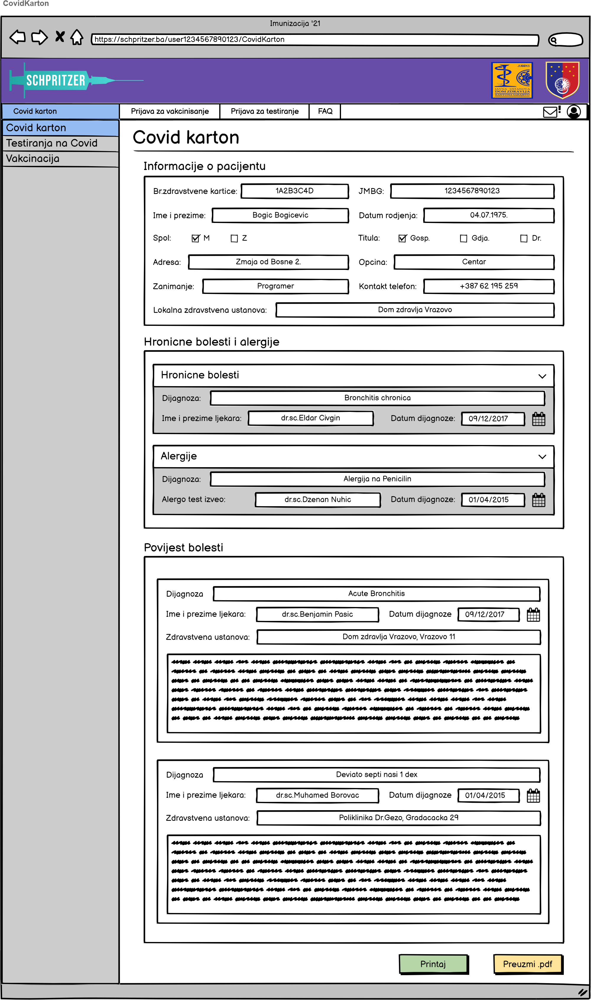 CovidKarton
Imunizacija '21
https://schpritzer.ba/user1234567890123/CovidKarton
SCHPRITZER
JUDZKS
JAVNA USTANOVA
DOM ZDRAVLJA
KANTONA SARAJEVO
Covid karton Prijava za vakcinisanje Prijava za testiranje FAQ
Covid karton
Testiranja na Covid
Vakcinacija
Covid karton
Informacije o pacijentu
Br.zdravstvene kartice: 1A2B3C4D JMBG: 1234567890123
Ime i prezime: Bogic Bogicevic Datum rodjenja: 04.07.1975.
Spol: M Z Titula: Gosp. Gdja. Dr.
Adresa: Zmaja od Bosne 2. Opcina: Centar
Zanimanje: Programer Kontakt telefon: +387 62 195 259
Lokalna zdravstvena ustanova: Dom zdravlja Vrazovo
Hronicne bolesti i alergije
Hronicne bolesti
Dijagnoza: Bronchitis chronica
Ime i prezime ljekara: dr.sc.Eldar Civgin Datum dijagnoze: 09/12/2017
Alergije
Dijagnoza: Alergija na Penicilin
Alergo test izveo: dr.sc.Dzenan Nuhic Datum dijagnoze: 01/04/2015
Povijest bolesti
Dijagnoza Acute Bronchitis
Ime i prezime ljekara: dr.sc.Benjamin Pasic Datum dijagnoze 09/12/2017
Zdravstvena ustanova: Dom zdravlja Vrazovo, Vrazovo 11
Dijagnoza Deviato septi nasi 1 dex
Ime i prezime ljekara: dr.sc.Muhamed Borovac Datum dijagnoze 01/04/2015
Zdravstvena ustanova: Poliklinika Dr.Gezo, Gradacacka 29
Printaj Preuzmi .pdf